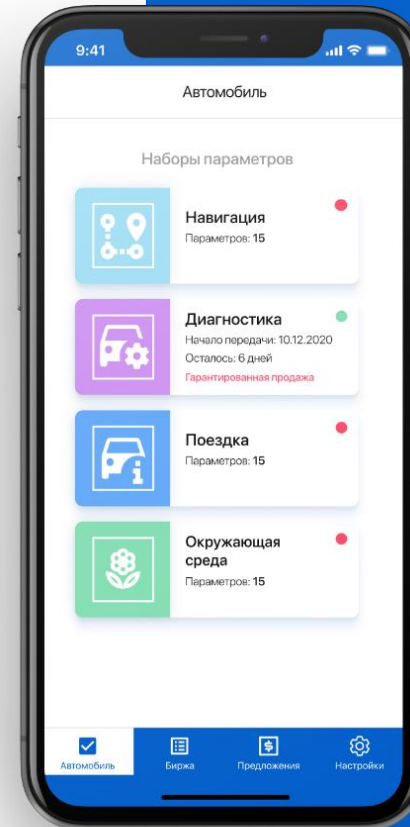 9:41
Автомобиль
Наборы параметров
Навигация
Параметров: 15
Диагностика
Начало передачи: 10.12.2020
Осталось: 6 дней
Гарантированная продажа
Поездка
Параметров: 15
Окружающая
среда
Параметров: 15
Автомобиль Биржа Предложения Настройки